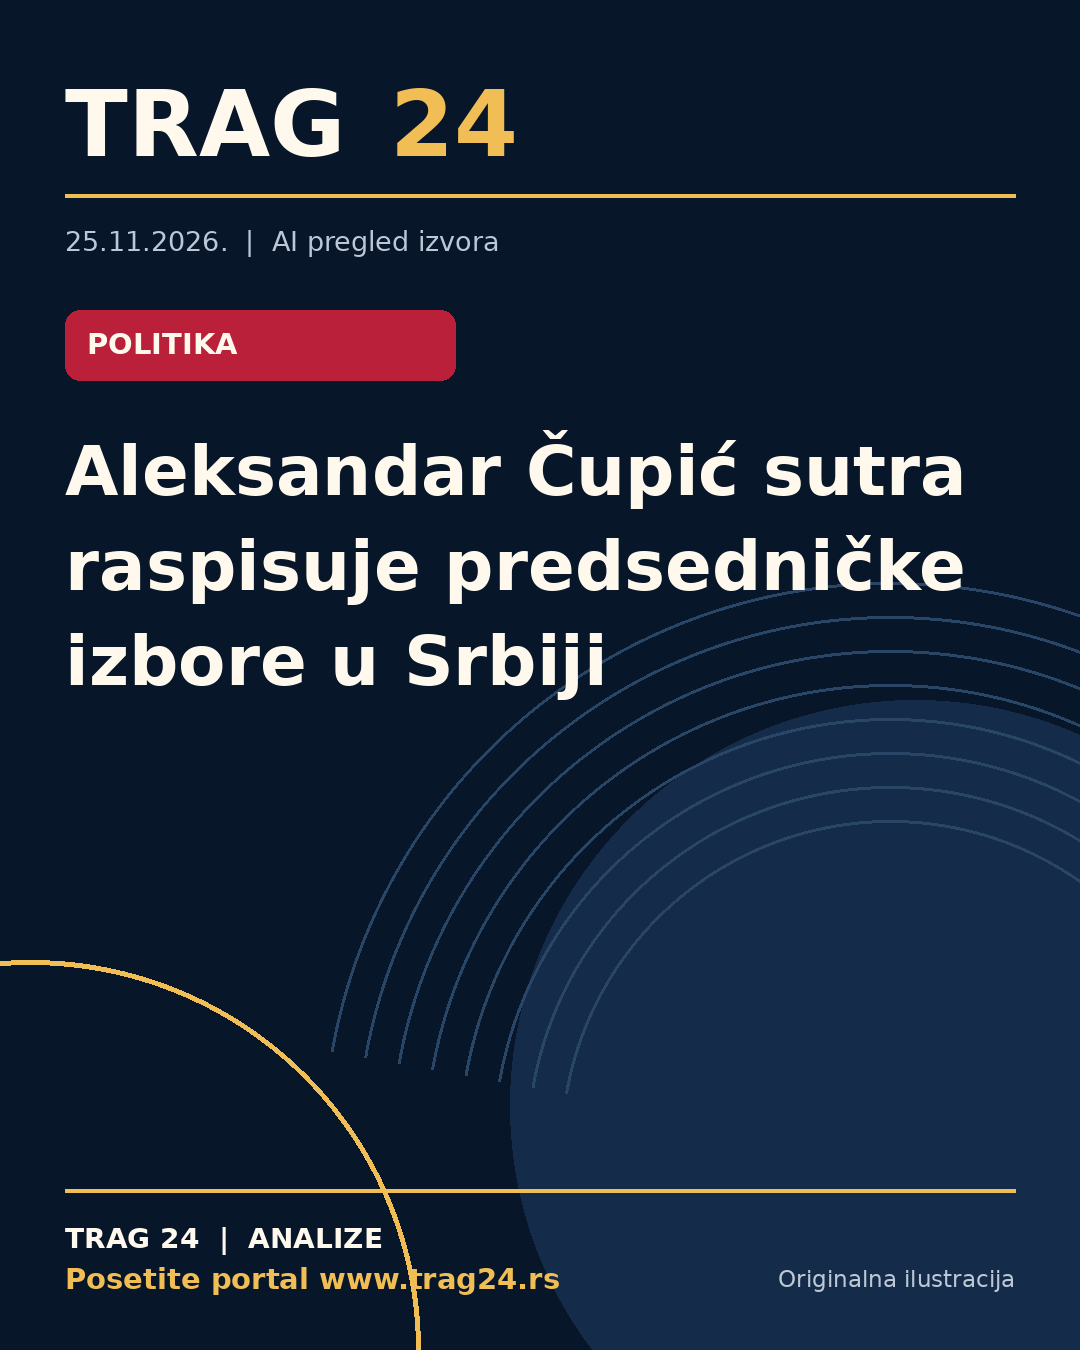 TRAG 24
25.11.2026. | AI pregled izvora
POLITIKA
Aleksandar Čupić sutra
raspisuje predsedničke
izbore u Srbiji
TRAG 24 | ANALIZE
Posetite portal www.trag24.rs
Originalna ilustracija